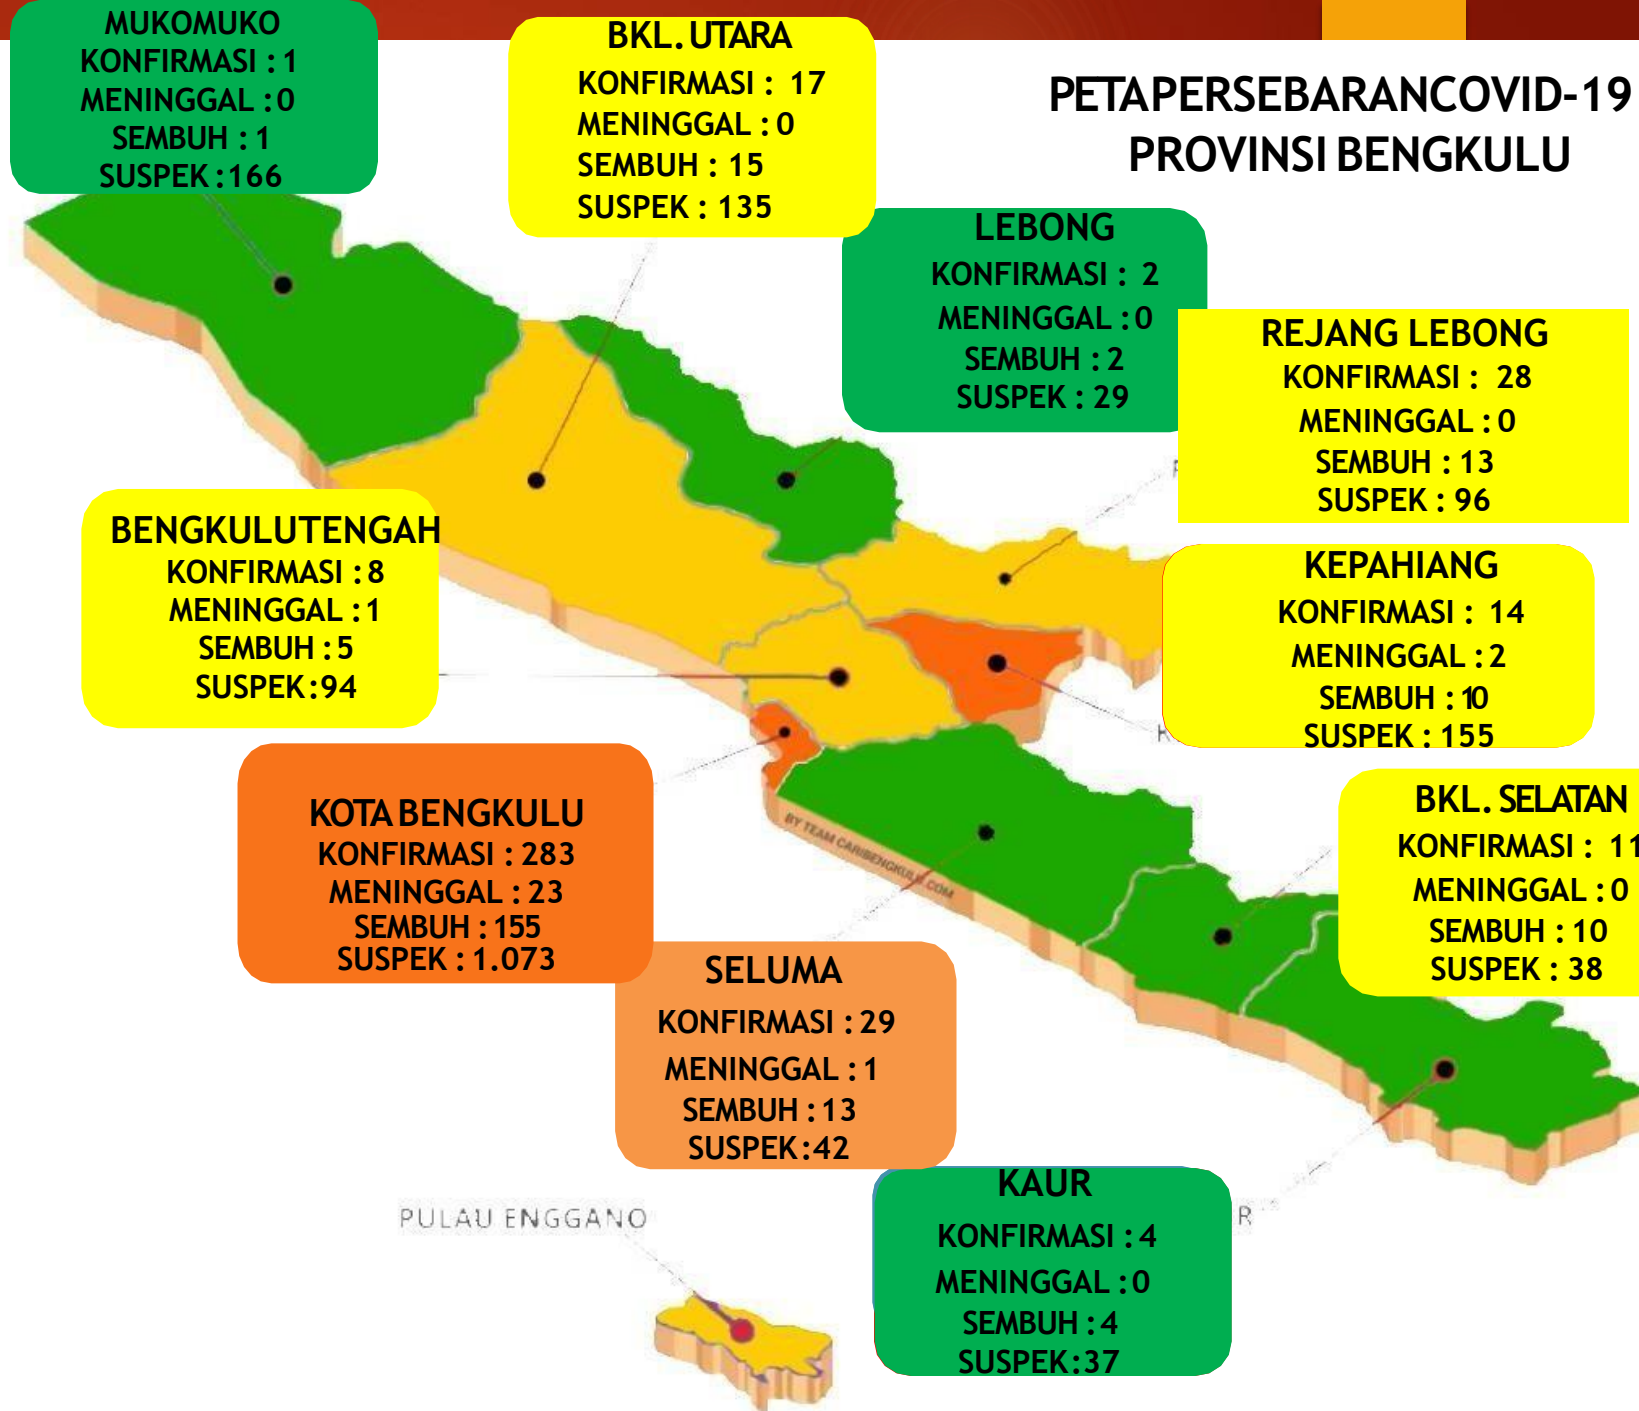 MUKOMUKO
KONFIRMASI : 1
MENINGGAL : 0
SEMBUH : 1
SUSPEK : 166
BKL. UTARA
KONFIRMASI : 17
MENINGGAL : 0
SEMBUH : 15
SUSPEK : 135
PETAPERSEBARANCOVID-19
PROVINSI BENGKULU
LEBONG
KONFIRMASI : 2
MENINGGAL : 0
SEMBUH : 2
SUSPEK : 29
REJANG LEBONG
KONFIRMASI : 28
MENINGGAL : 0
SEMBUH : 13
SUSPEK : 96
BENGKULUTENGAH
KONFIRMASI : 8
MENINGGAL : 1
SEMBUH : 5
SUSPEK : 94
KEPAHIANG
KONFIRMASI : 14
MENINGGAL : 2
SEMBUH : 10
SUSPEK : 155
KOTA BENGKULU
KONFIRMASI : 283
MENINGGAL : 23
SEMBUH : 155
SUSPEK : 1.073
BY TEAM CARIBENGKULU.COM
BKL. SELATAN
KONFIRMASI : 11
MENINGGAL : 0
SEMBUH : 10
SUSPEK : 38
SELUMA
KONFIRMASI : 29
MENINGGAL : 1
SEMBUH : 13
SUSPEK : 42
PULAU ENGGANO
KAUR
KONFIRMASI : 4
MENINGGAL : 0
SEMBUH : 4
SUSPEK : 37
R